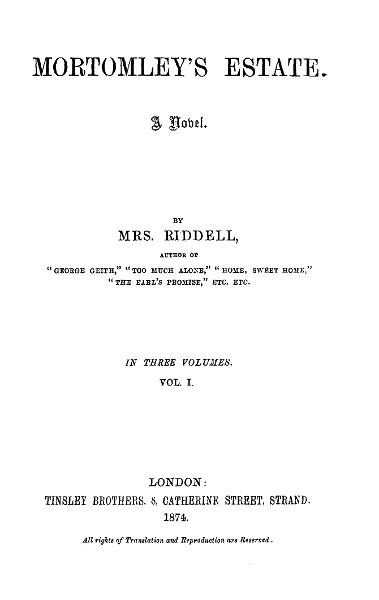 MORTOMLEY'S ESTATE.
A Novel.
BY
MRS. RIDDELL,
AUTHOR OF
"GEORGE GEITH," "TOO MUCH ALONE," "HOME, SWEET HOME,"
"THE EARL'S PROMISE," ETC. ETC.
IN THREE VOLUMES.
VOL. I.
LONDON:
TINSLEY BROTHERS, 8, CATHERINE STREET, STRAND.
1874.
All rights of Translation and Reproduction are Reserved.